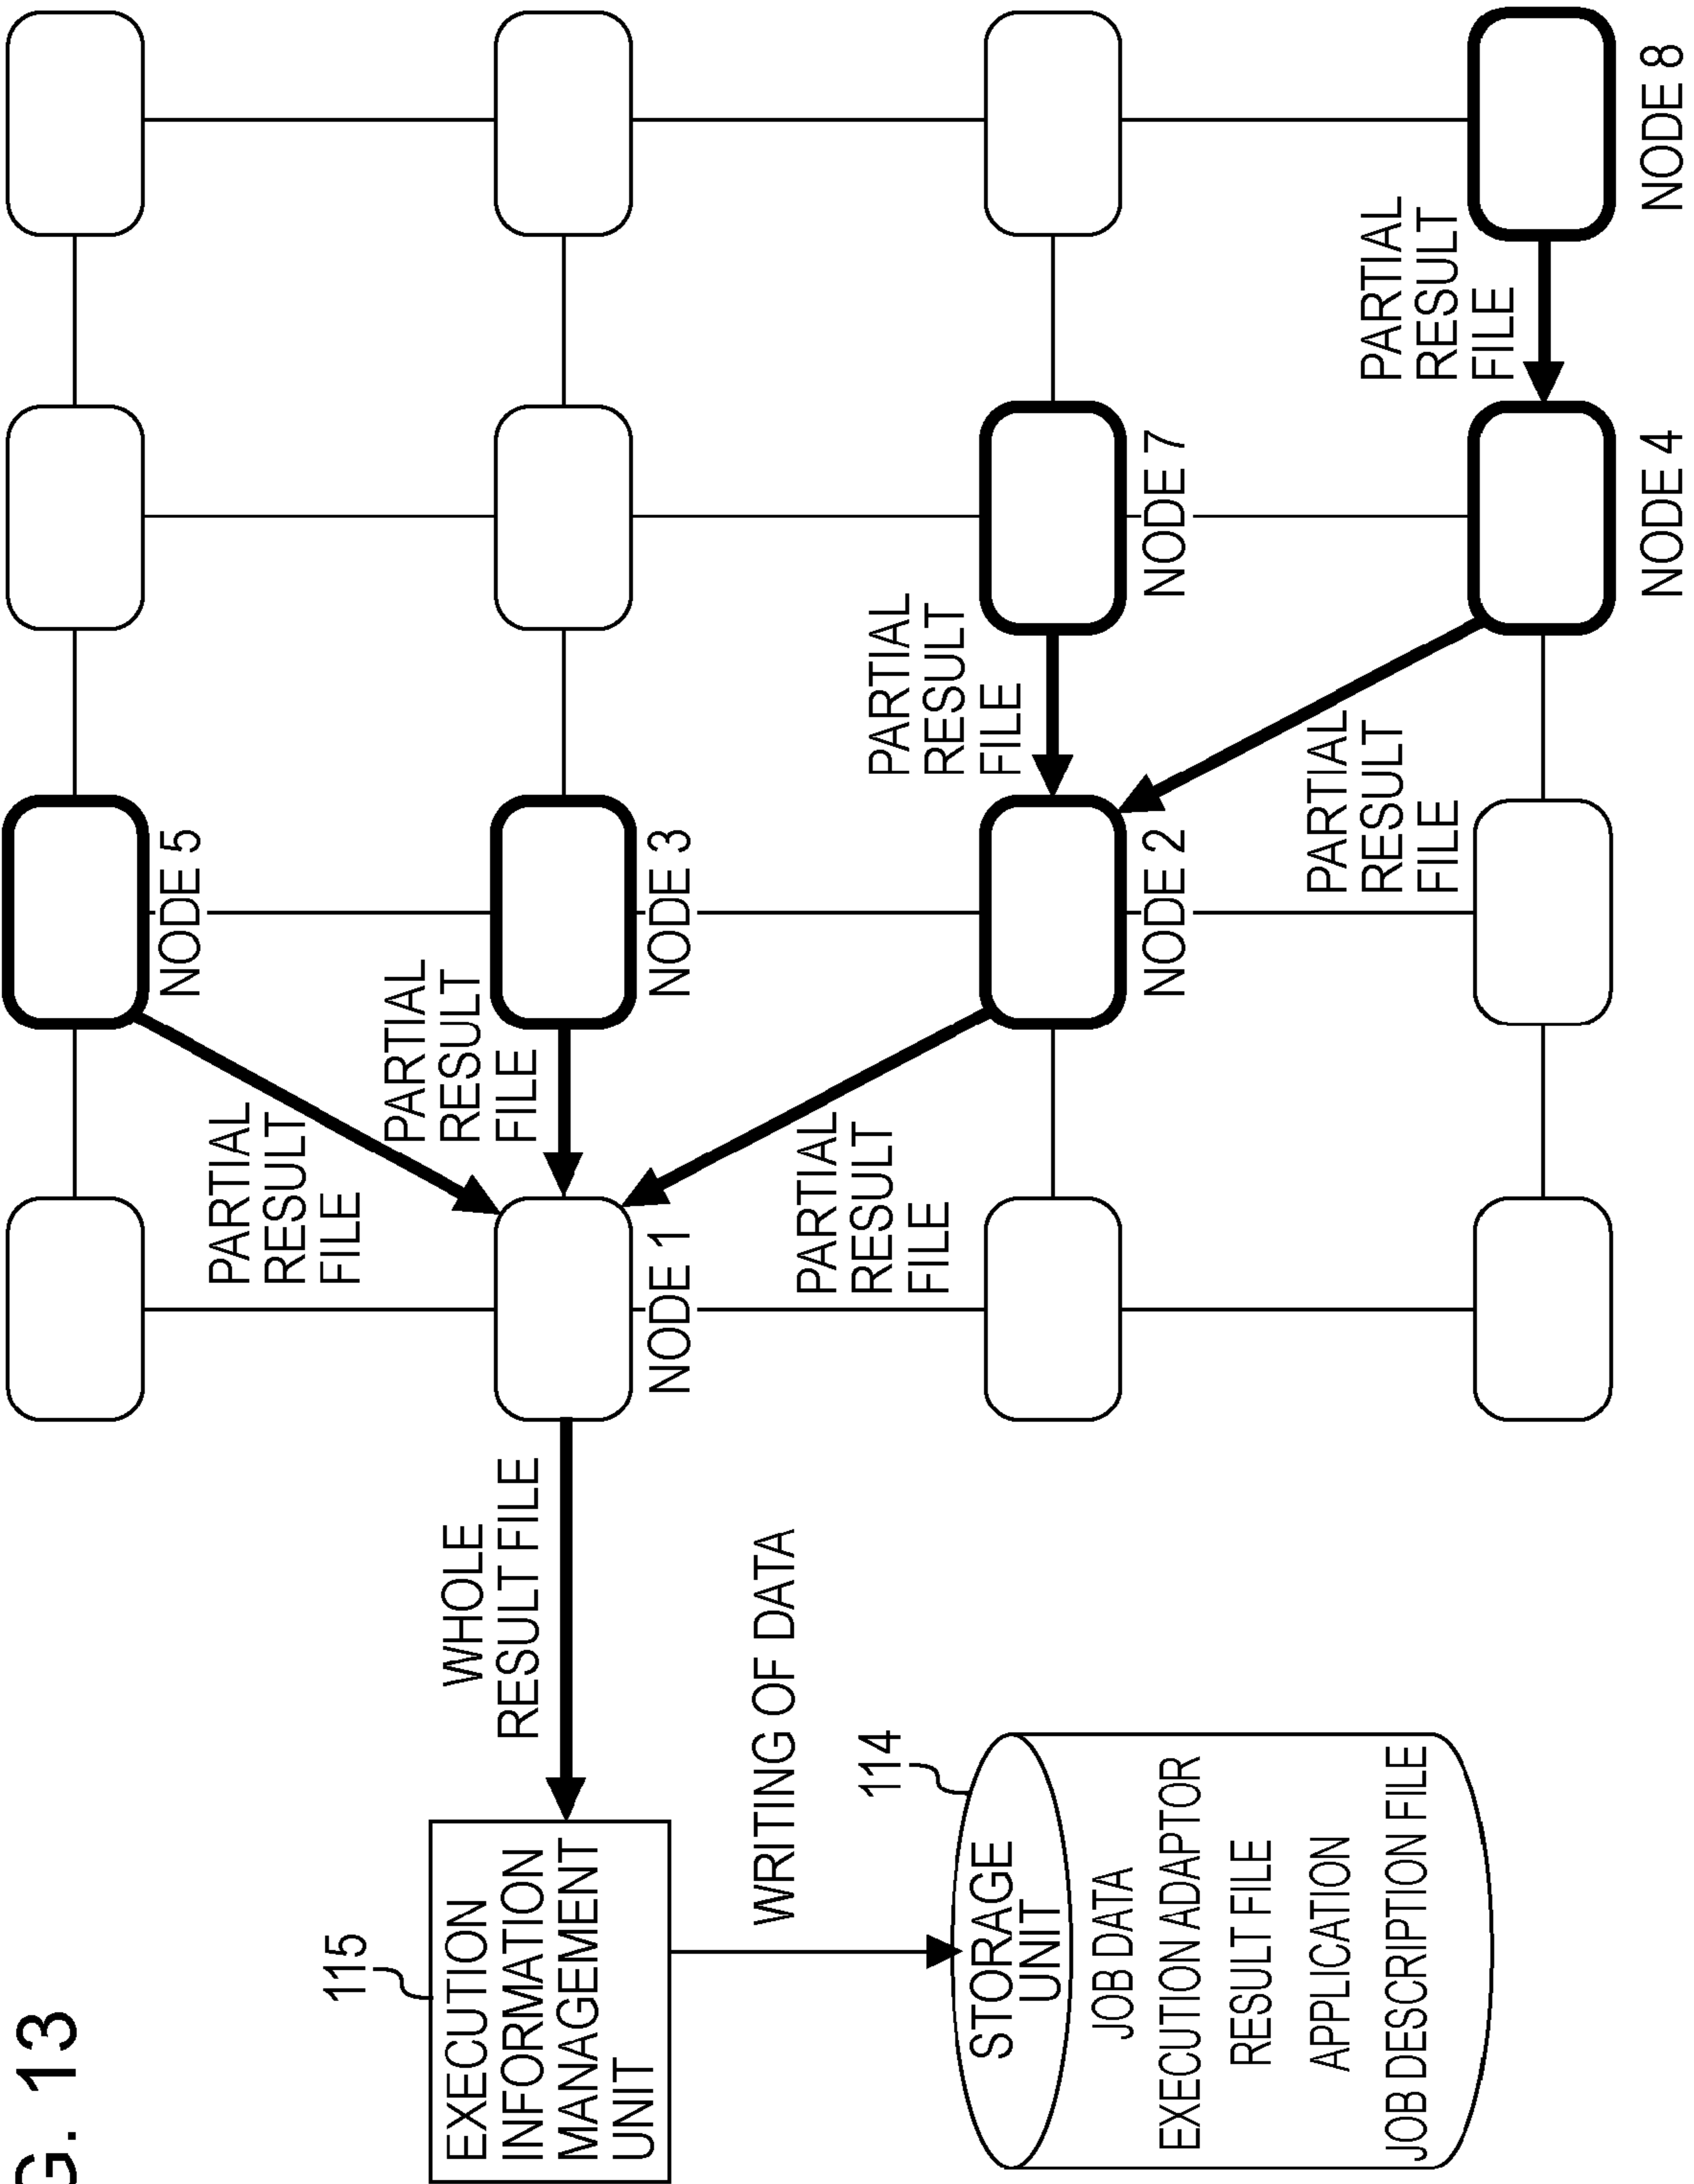 G. 13
115
EXECUTION
INFORMATION
MANAGEMENT
UNIT
WHOLE
RESULT FILE
WRITING OF DATA
114
STORAGE
UNIT
JOB DATA
EXECUTION ADAPTOR
RESULT FILE
APPLICATION
JOB DESCRIPTION FILE
PARTIAL
RESULT
FILE
NODE 5
PARTIAL
RESULT
FILE
NODE 1
NODE 3
PARTIAL
RESULT
FILE
PARTIAL
RESULT
FILE
NODE 2
NODE 7
PARTIAL
RESULT
FILE
PARTIAL
RESULT
FILE
NODE 4
NODE 8